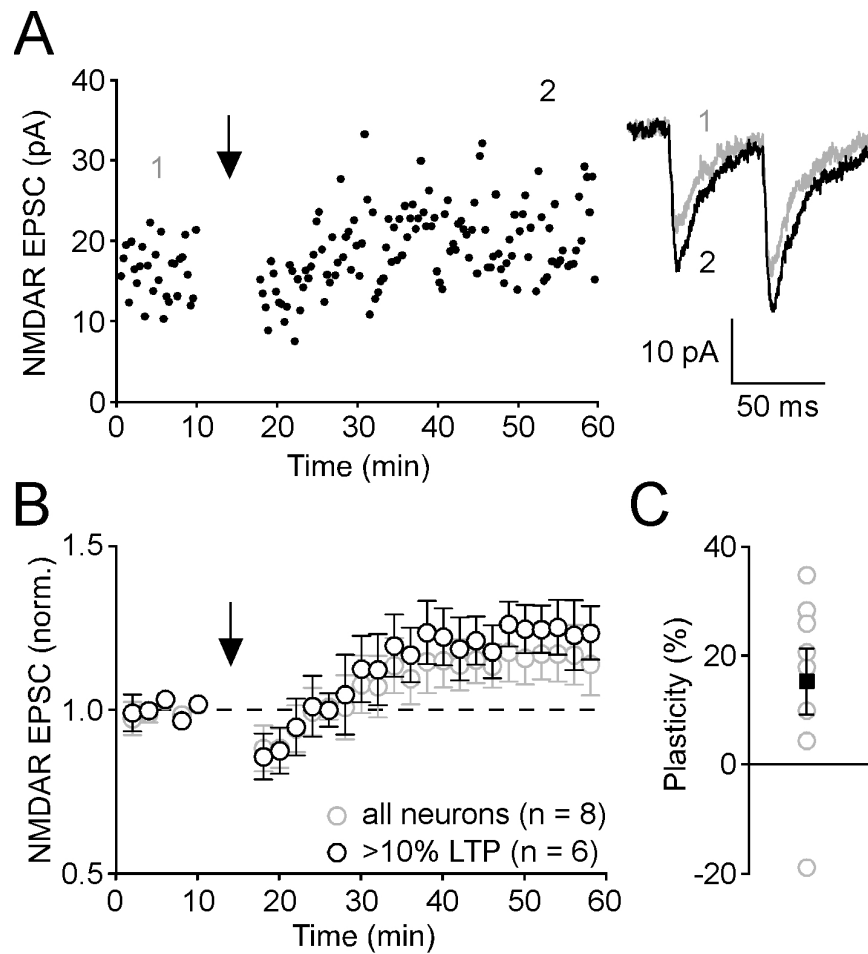 A
NMDAR EPSC (pA)
40
30
20
10
0
1
2
0 10 20 30 40 50 60
Time (min)
1
2
10 pA
50 ms
B
NMDAR EPSC (norm.)
1.5
1.0
0.5
all neurons (n = 8)
>10% LTP (n = 6)
0 10 20 30 40 50 60
Time (min)
C
Plasticity (%)
40
20
0
-20